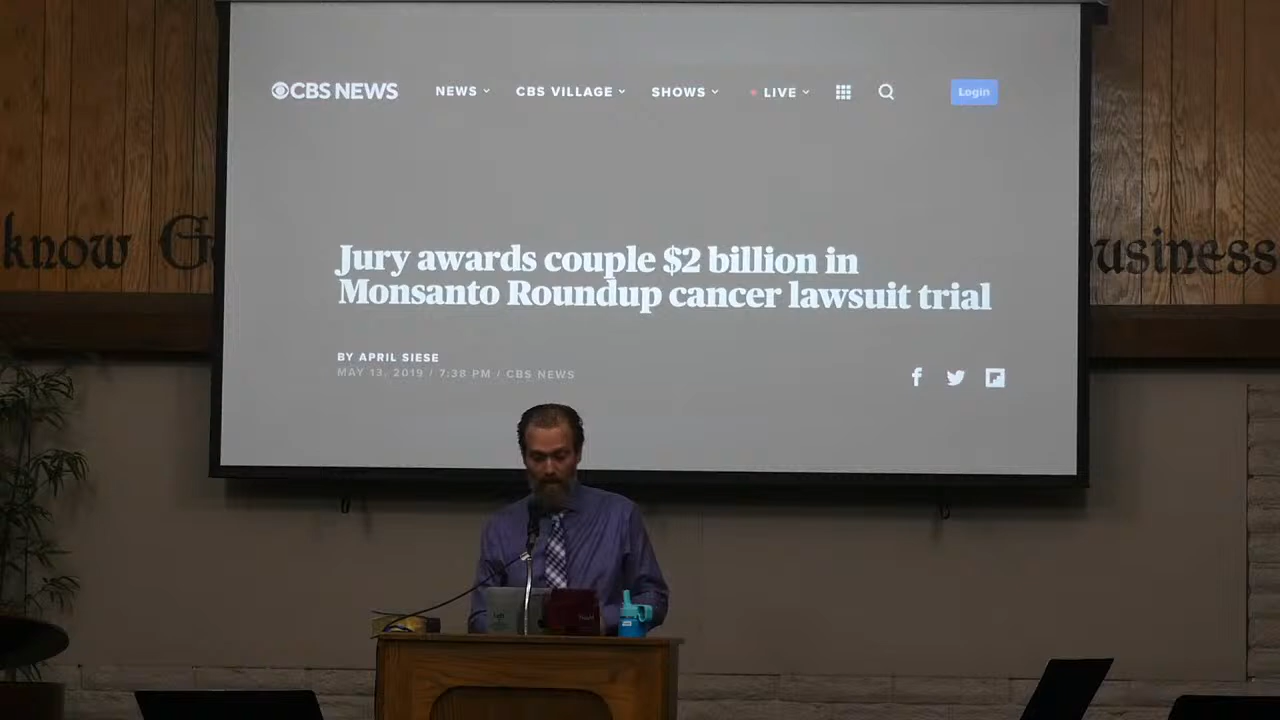 CBS NEWS NEWS CBS VILLAGE SHOWS LIVE Login
know
Jury awards couple $2 billion in
Monsanto Roundup cancer lawsuit trial
BY APRIL SIESE
MAY 13, 2019 / 7:38 PM / CBS NEWS